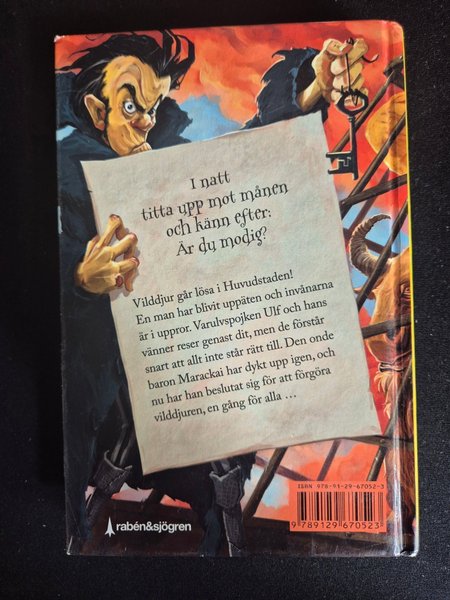 I natt
titta upp mot månen
och känn efter:
Är du modig?
Vilddjur går lösa i Huvudstaden!
En man har blivit uppäten och invånarna
är i uppror. Varulvspojken Ulf och hans
vänner reser genast dit, men de förstår
snart att allt inte står rätt till. Den onde
baron Marackai har dykt upp igen, och
nu har han beslutat sig för att förgöra
vilddjuren, en gång för alla …
ISBN 978-91-29-67052-3
9 789129 670523
rabén&sjögren